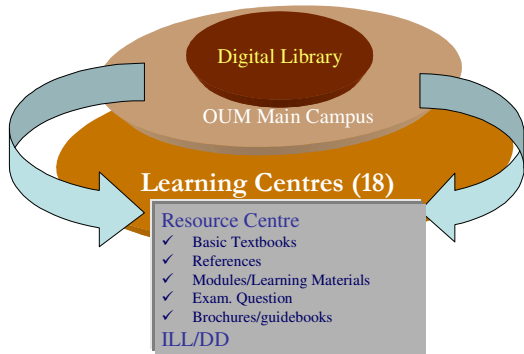 Digital Library
OUM Main Campus
Learning Centres (18)
Resource Centre
✓ Basic Textbooks
✓ References
✓ Modules/Learning Materials
✓ Exam. Question
✓ Brochures/guidebooks
ILL/DD